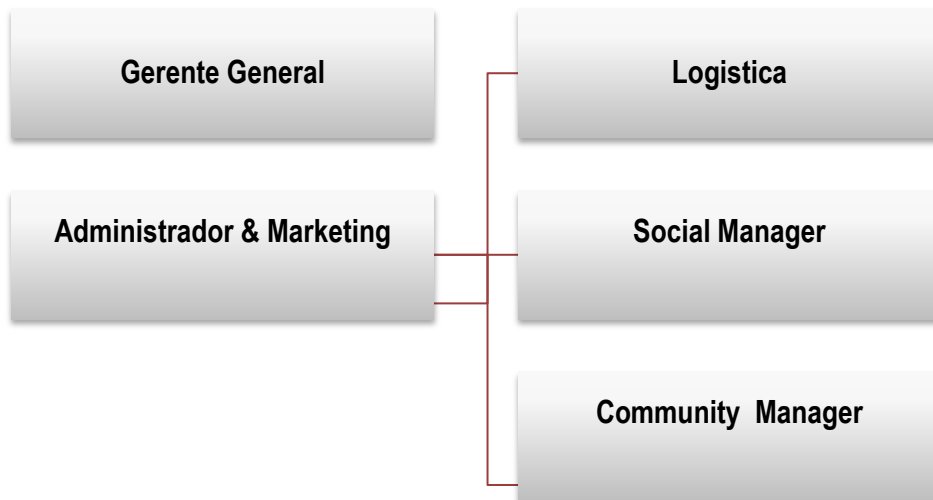 Gerente General
Logistica
Administrador & Marketing
Social Manager
Community Manager